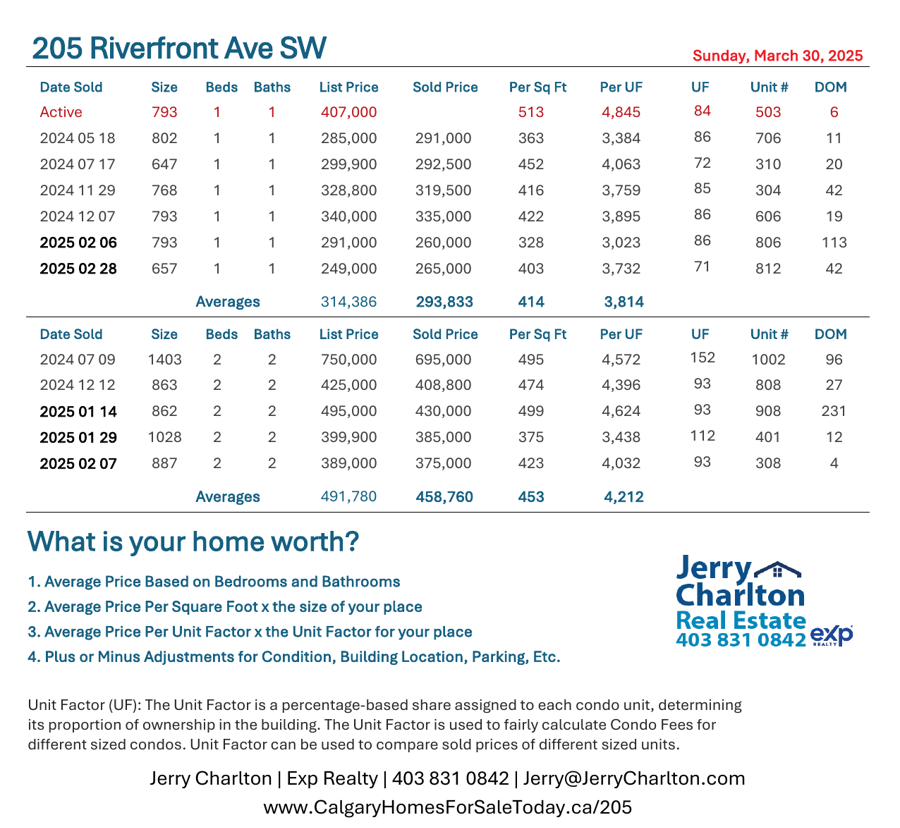 205 Riverfront Ave SW
Sunday, March 30, 2025
Date Sold Size Beds Baths List Price Sold Price Per Sq Ft Per UF UF Unit # DOM
Active 793 1 1 407,000 513 4,845 84 503 6
2024 05 18 802 1 1 285,000 291,000 363 3,384 86 706 11
2024 07 17 647 1 1 299,900 292,500 452 4,063 72 310 20
2024 11 29 768 1 1 328,800 319,500 416 3,759 85 304 42
2024 12 07 793 1 1 340,000 335,000 422 3,895 86 606 19
2025 02 06 793 1 1 291,000 260,000 328 3,023 86 806 113
2025 02 28 657 1 1 249,000 265,000 403 3,732 71 812 42
Averages 314,386 293,833 414 3,814
Date Sold Size Beds Baths List Price Sold Price Per Sq Ft Per UF UF Unit # DOM
2024 07 09 1403 2 2 750,000 695,000 495 4,572 152 1002 96
2024 12 12 863 2 2 425,000 408,800 474 4,396 93 808 27
2025 01 14 862 2 2 495,000 430,000 499 4,624 93 908 231
2025 01 29 1028 2 2 399,900 385,000 375 3,438 112 401 12
2025 02 07 887 2 2 389,000 375,000 423 4,032 93 308 4
Averages 491,780 458,760 453 4,212
What is your home worth?
1. Average Price Based on Bedrooms and Bathrooms
2. Average Price Per Square Foot x the size of your place
3. Average Price Per Unit Factor x the Unit Factor for your place
4. Plus or Minus Adjustments for Condition, Building Location, Parking, Etc.
Jerry
Charlton
Real Estate
403 831 0842 exp
REALTY
Unit Factor (UF): The Unit Factor is a percentage-based share assigned to each condo unit, determining
its proportion of ownership in the building. The Unit Factor is used to fairly calculate Condo Fees for
different sized condos. Unit Factor can be used to compare sold prices of different sized units.
Jerry Charlton | Exp Realty | 403 831 0842 | Jerry@JerryCharlton.com
www.CalgaryHomesForSaleToday.ca/205